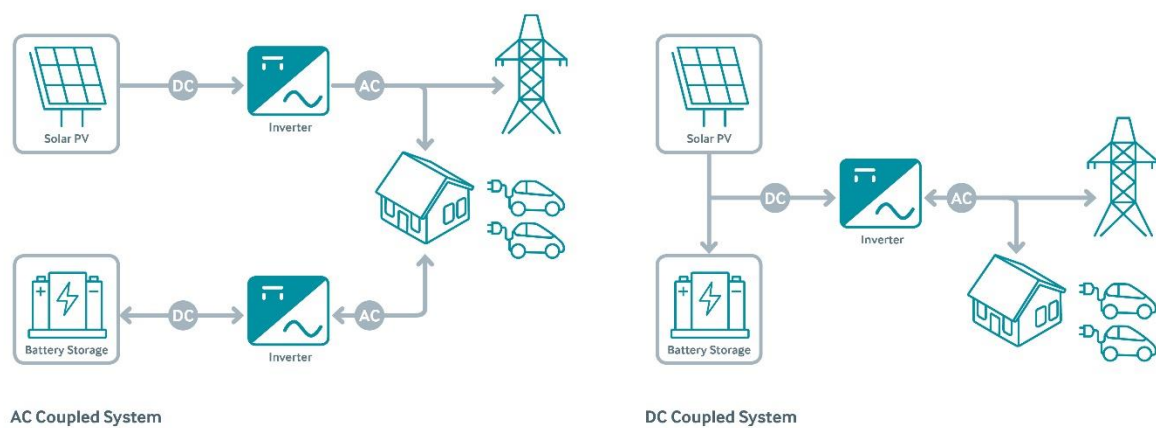 DC
AC
Solar PV
Inverter
DC
AC
Battery Storage
Inverter
AC Coupled System
Solar PV
DC
AC
Inverter
Battery Storage
DC Coupled System